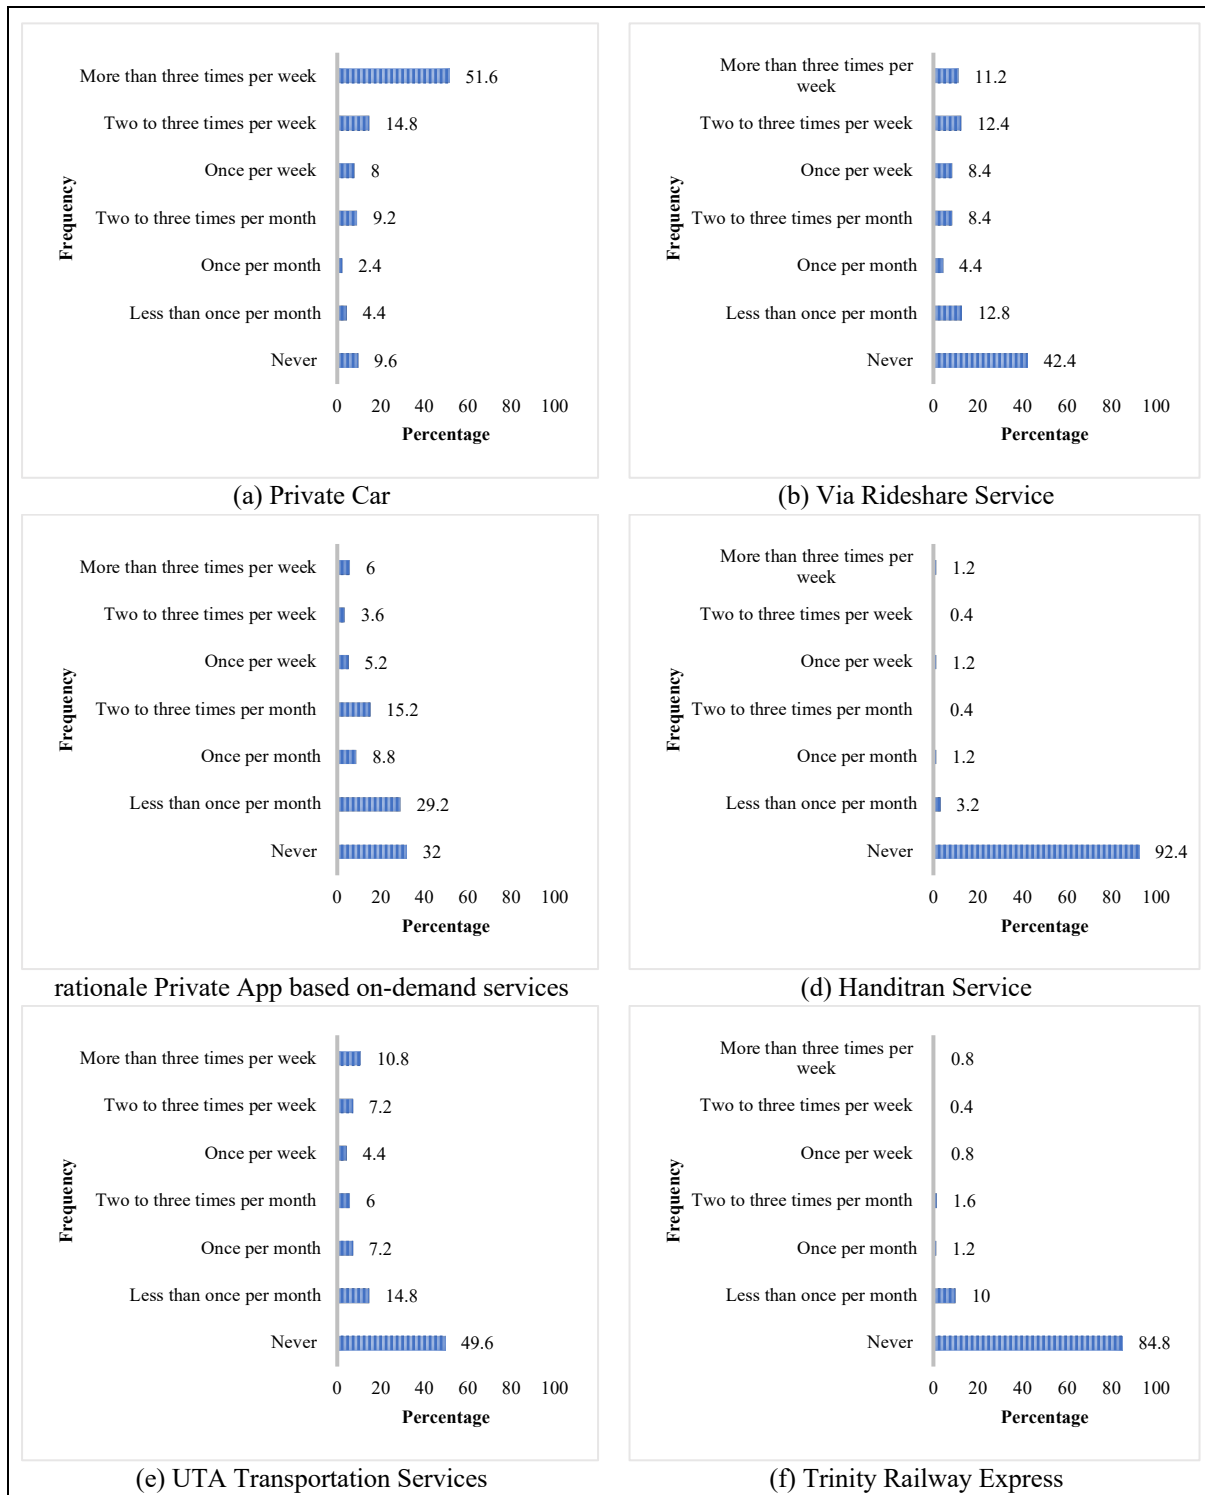 More than three times per week 51.6
Two to three times per week 14.8
Once per week 8
Two to three times per month 9.2
Once per month 2.4
Less than once per month 4.4
Never 9.6
Frequency
0 20 40 60 80 100
Percentage
(a) Private Car
More than three times per
week 11.2
Two to three times per week 12.4
Once per week 8.4
Two to three times per month 8.4
Once per month 4.4
Less than once per month 12.8
Never 42.4
Frequency
0 20 40 60 80 100
Percentage
(b) Via Rideshare Service
More than three times per week 6
Two to three times per week 3.6
Once per week 5.2
Two to three times per month 15.2
Once per month 8.8
Less than once per month 29.2
Never 32
Frequency
0 20 40 60 80 100
Percentage
rationale Private App based on-demand services
More than three times per
week 1.2
Two to three times per week 0.4
Once per week 1.2
Two to three times per month 0.4
Once per month 1.2
Less than once per month 3.2
Never 92.4
Frequency
0 20 40 60 80 100
Percentage
(d) Handitran Service
More than three times per week 10.8
Two to three times per week 7.2
Once per week 4.4
Two to three times per month 6
Once per month 7.2
Less than once per month 14.8
Never 49.6
Frequency
0 20 40 60 80 100
Percentage
(e) UTA Transportation Services
More than three times per
week 0.8
Two to three times per week 0.4
Once per week 0.8
Two to three times per month 1.6
Once per month 1.2
Less than once per month 10
Never 84.8
Frequency
0 20 40 60 80 100
Percentage
(f) Trinity Railway Express